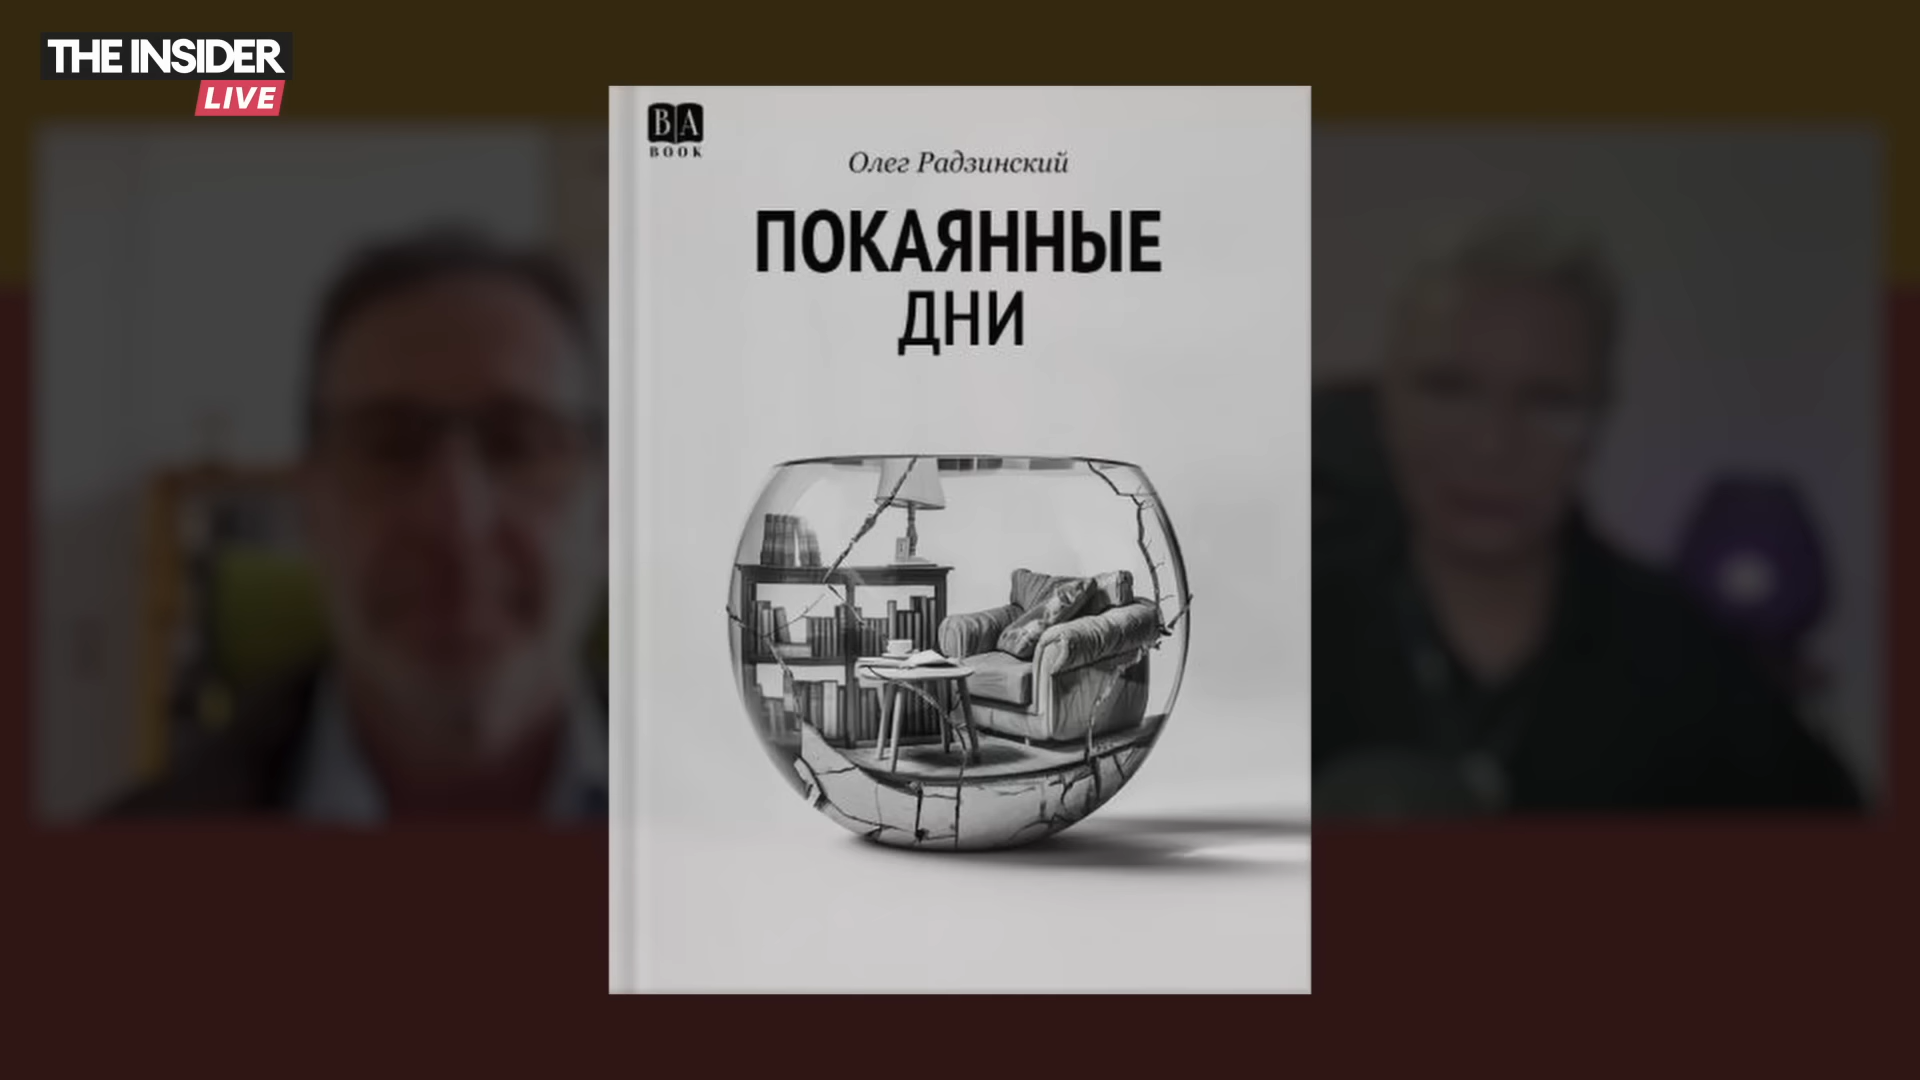 THE INSIDER
LIVE
BA
BOOK
Олег Радзинский
ПОКАЯННЫЕ
ДНИ